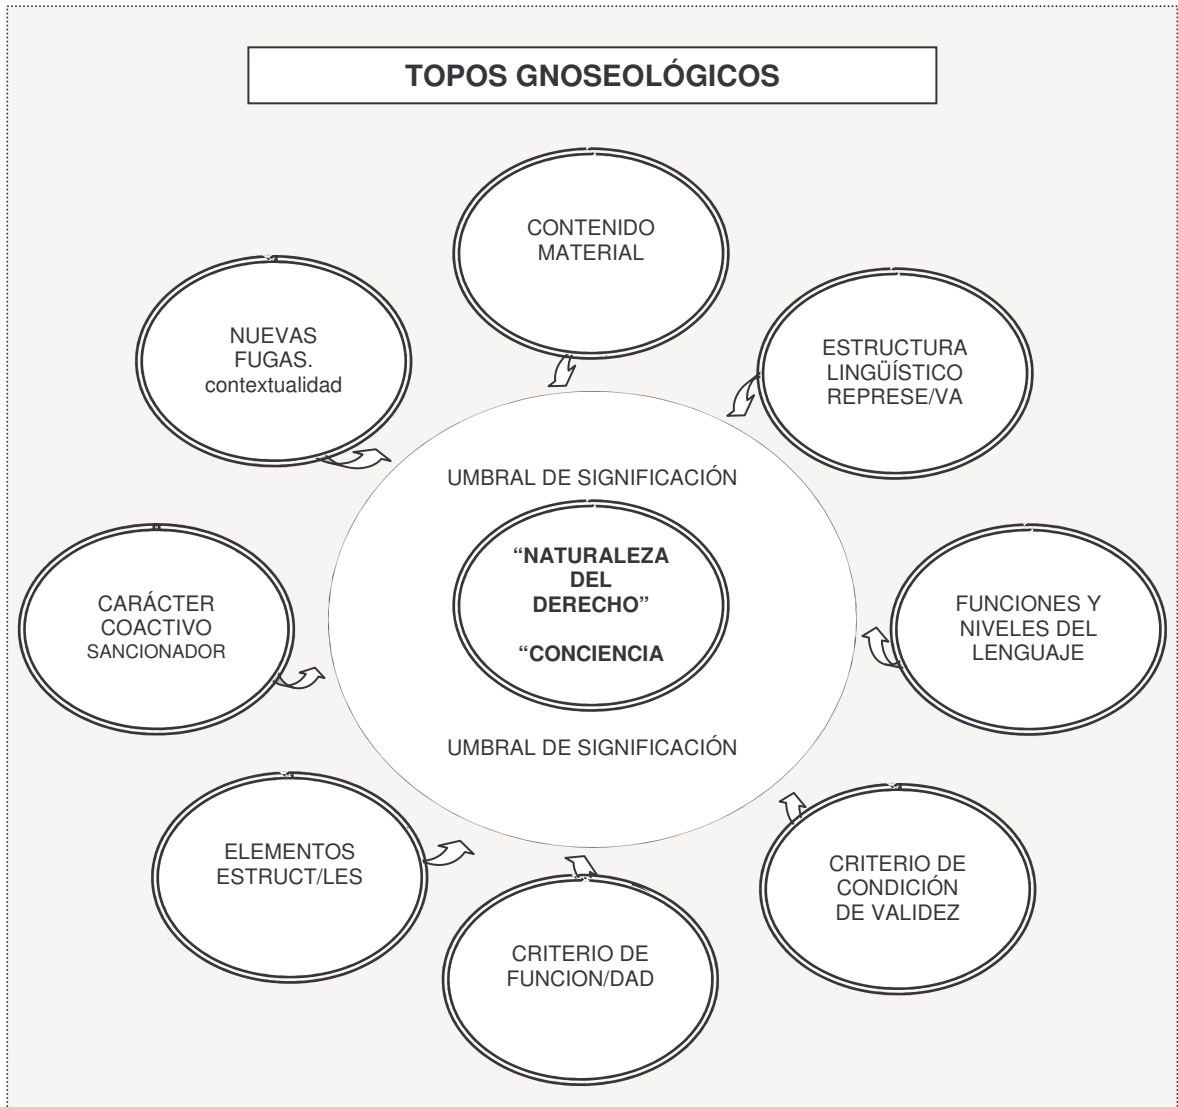 TOPOS GNOSEOLÓGICOS
CONTENIDO
MATERIAL
NUEVAS
FUGAS.
contextualidad
ESTRUCTURA
LINGÜÍSTICO
REPRESE/VA
UMBRAL DE SIGNIFICACIÓN
“NATURALEZA
DEL
DERECHO”
“CONCIENCIA
CARÁCTER
COACTIVO
SANCIONADOR
FUNCIONES Y
NIVELES DEL
LENGUAJE
UMBRAL DE SIGNIFICACIÓN
ELEMENTOS
ESTRUCT/LES
CRITERIO DE
CONDICIÓN
DE VALIDEZ
CRITERIO DE
FUNCION/DAD